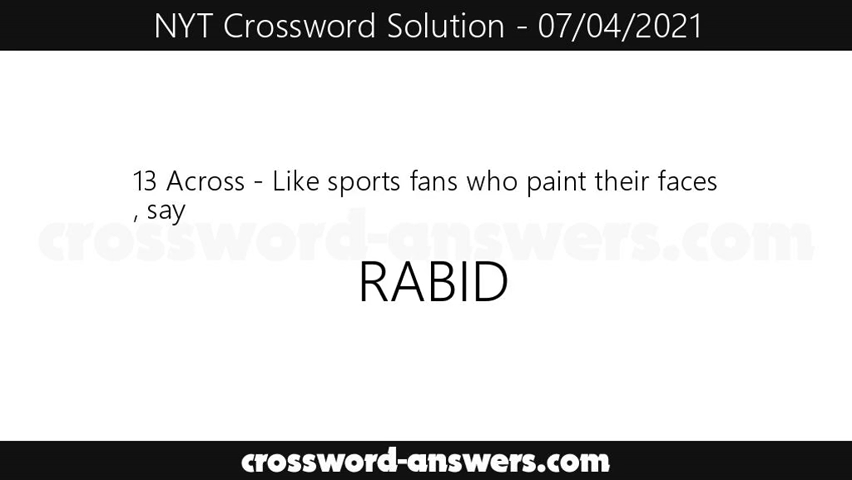 NYT Crossword Solution - 07/04/2021
13 Across - Like sports fans who paint their faces
, say
crossword-answers.com
RABID
crossword-answers.com